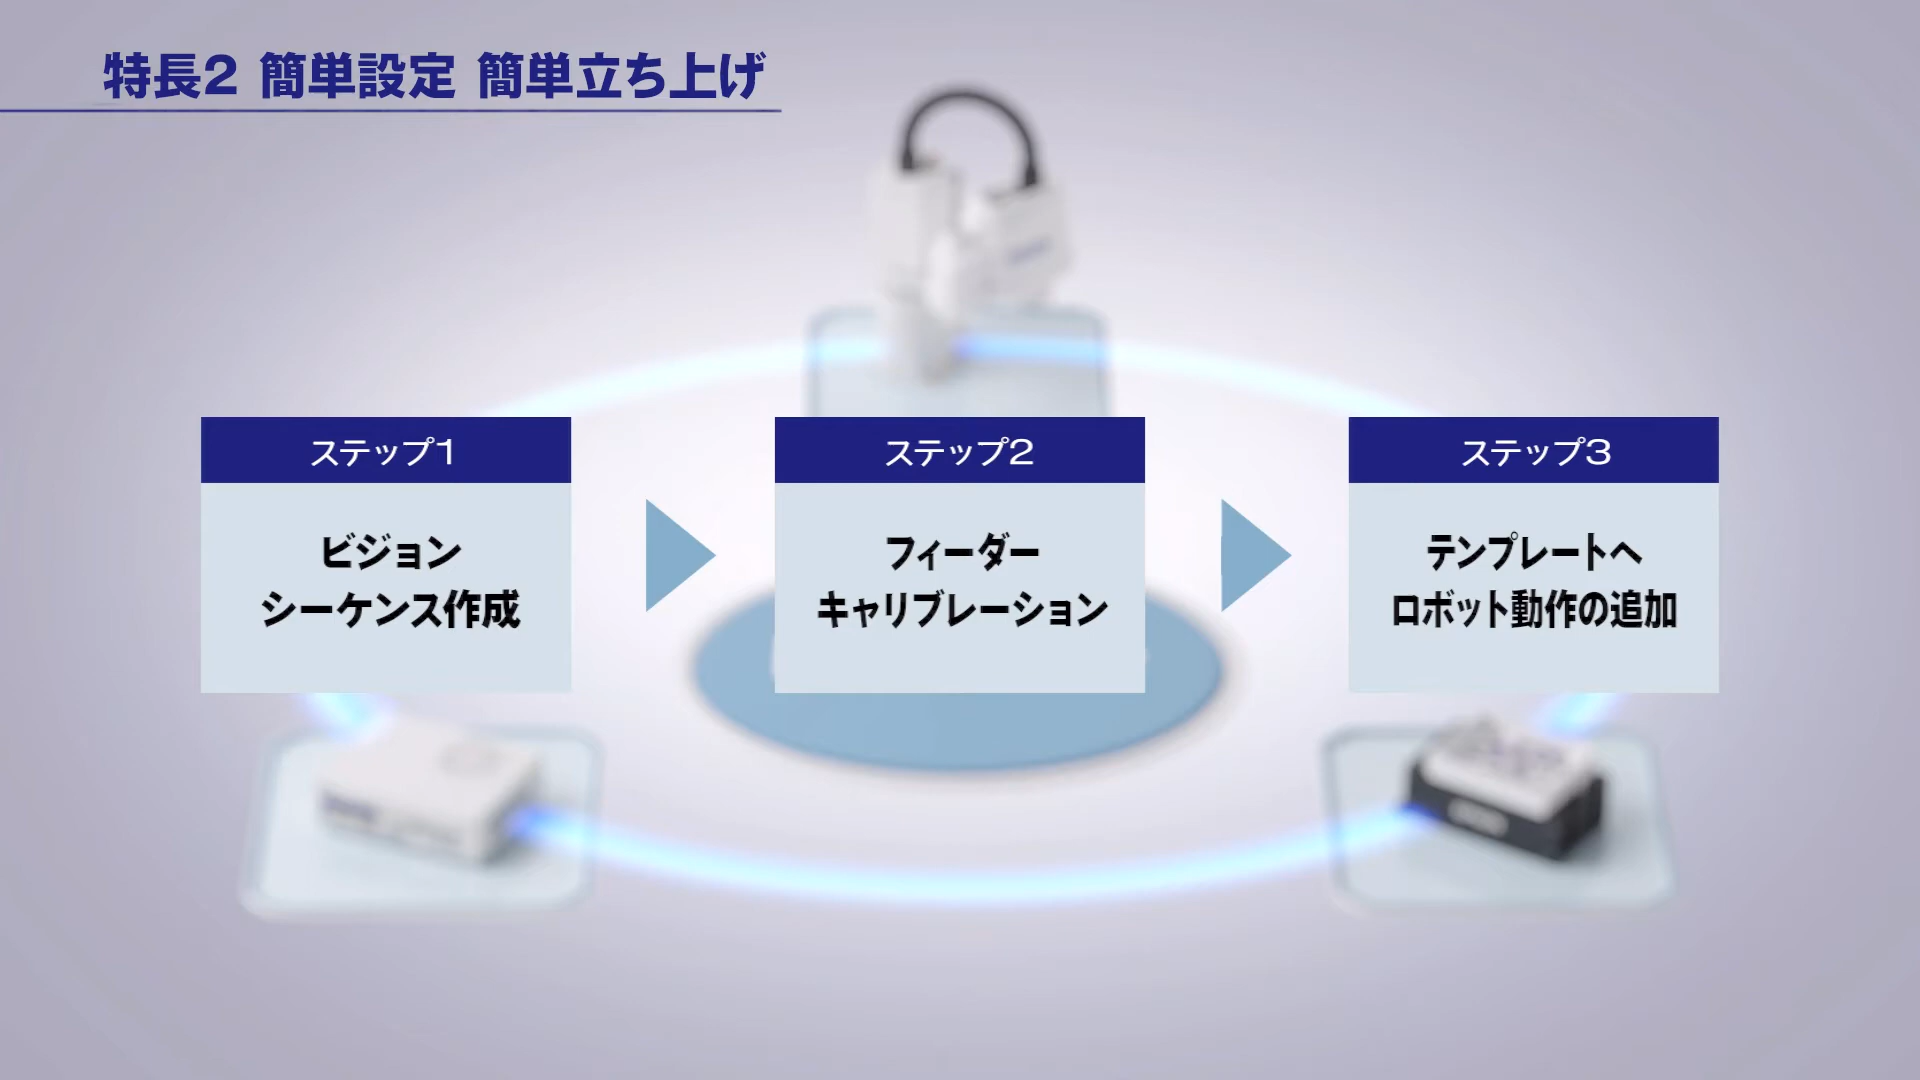 特長2 簡単設定 簡単立ち上げ
ステップ1
ビジョン
シーケンス作成
ステップ2
フィーダー
キャリブレーション
ステップ3
テンプレートへ
ロボット動作の追加